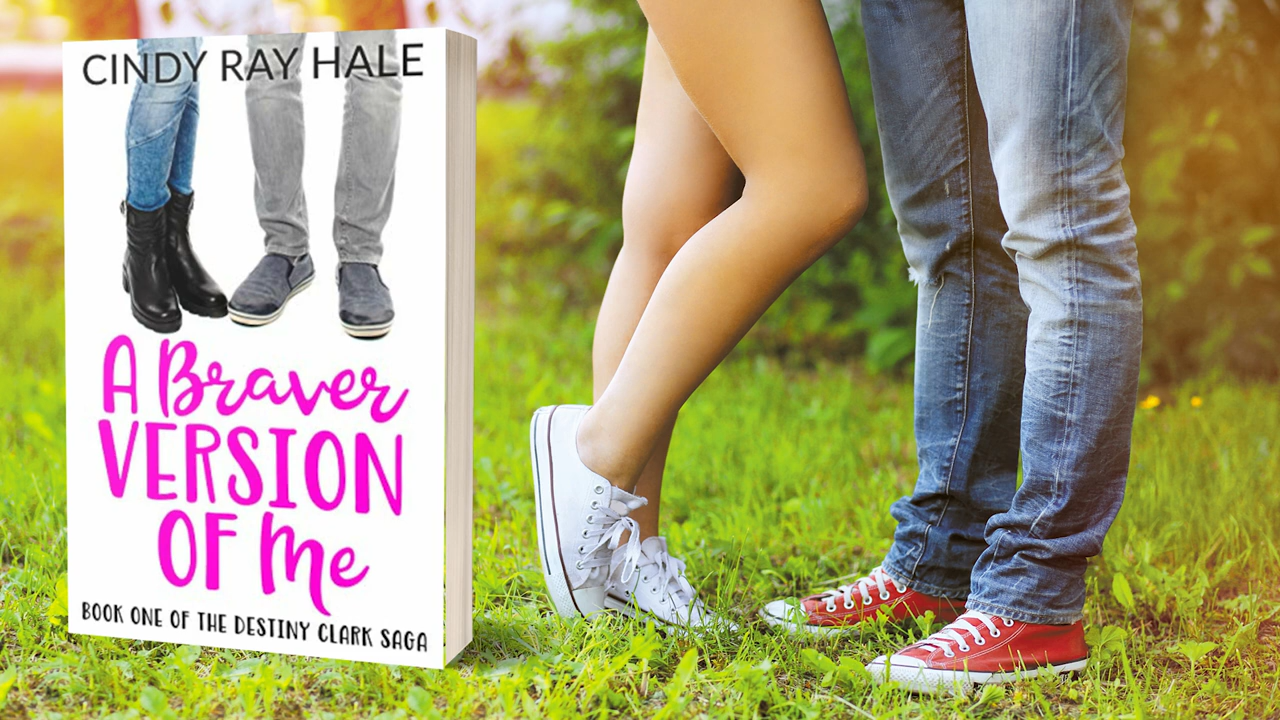 CINDY RAY HALE
A Braver
VERSION
OF Me
BOOK ONE OF THE DESTINY CLARK SAGA